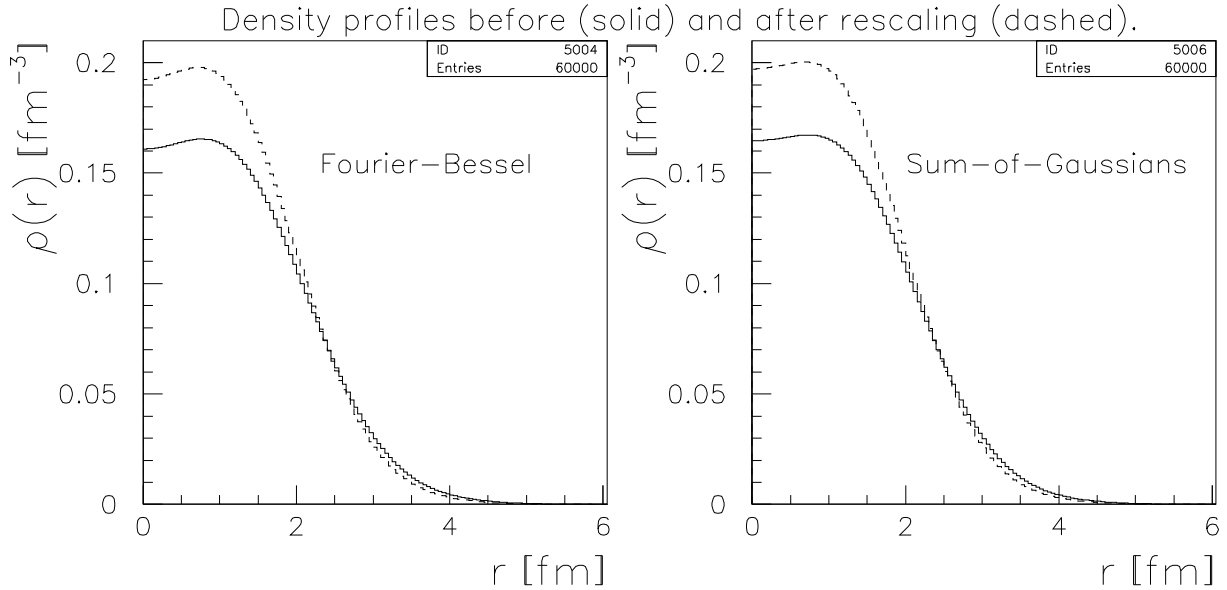 Density profiles before (solid) and after rescaling (dashed).
ρ(r) [fm⁻³]
ID 5004
Entries 60000
Fourier−Bessel
0.2
0.15
0.1
0.05
0
0 2 4 6
r [fm]
ρ(r) [fm⁻³]
ID 5006
Entries 60000
Sum−of−Gaussians
0.2
0.15
0.1
0.05
0
0 2 4 6
r [fm]